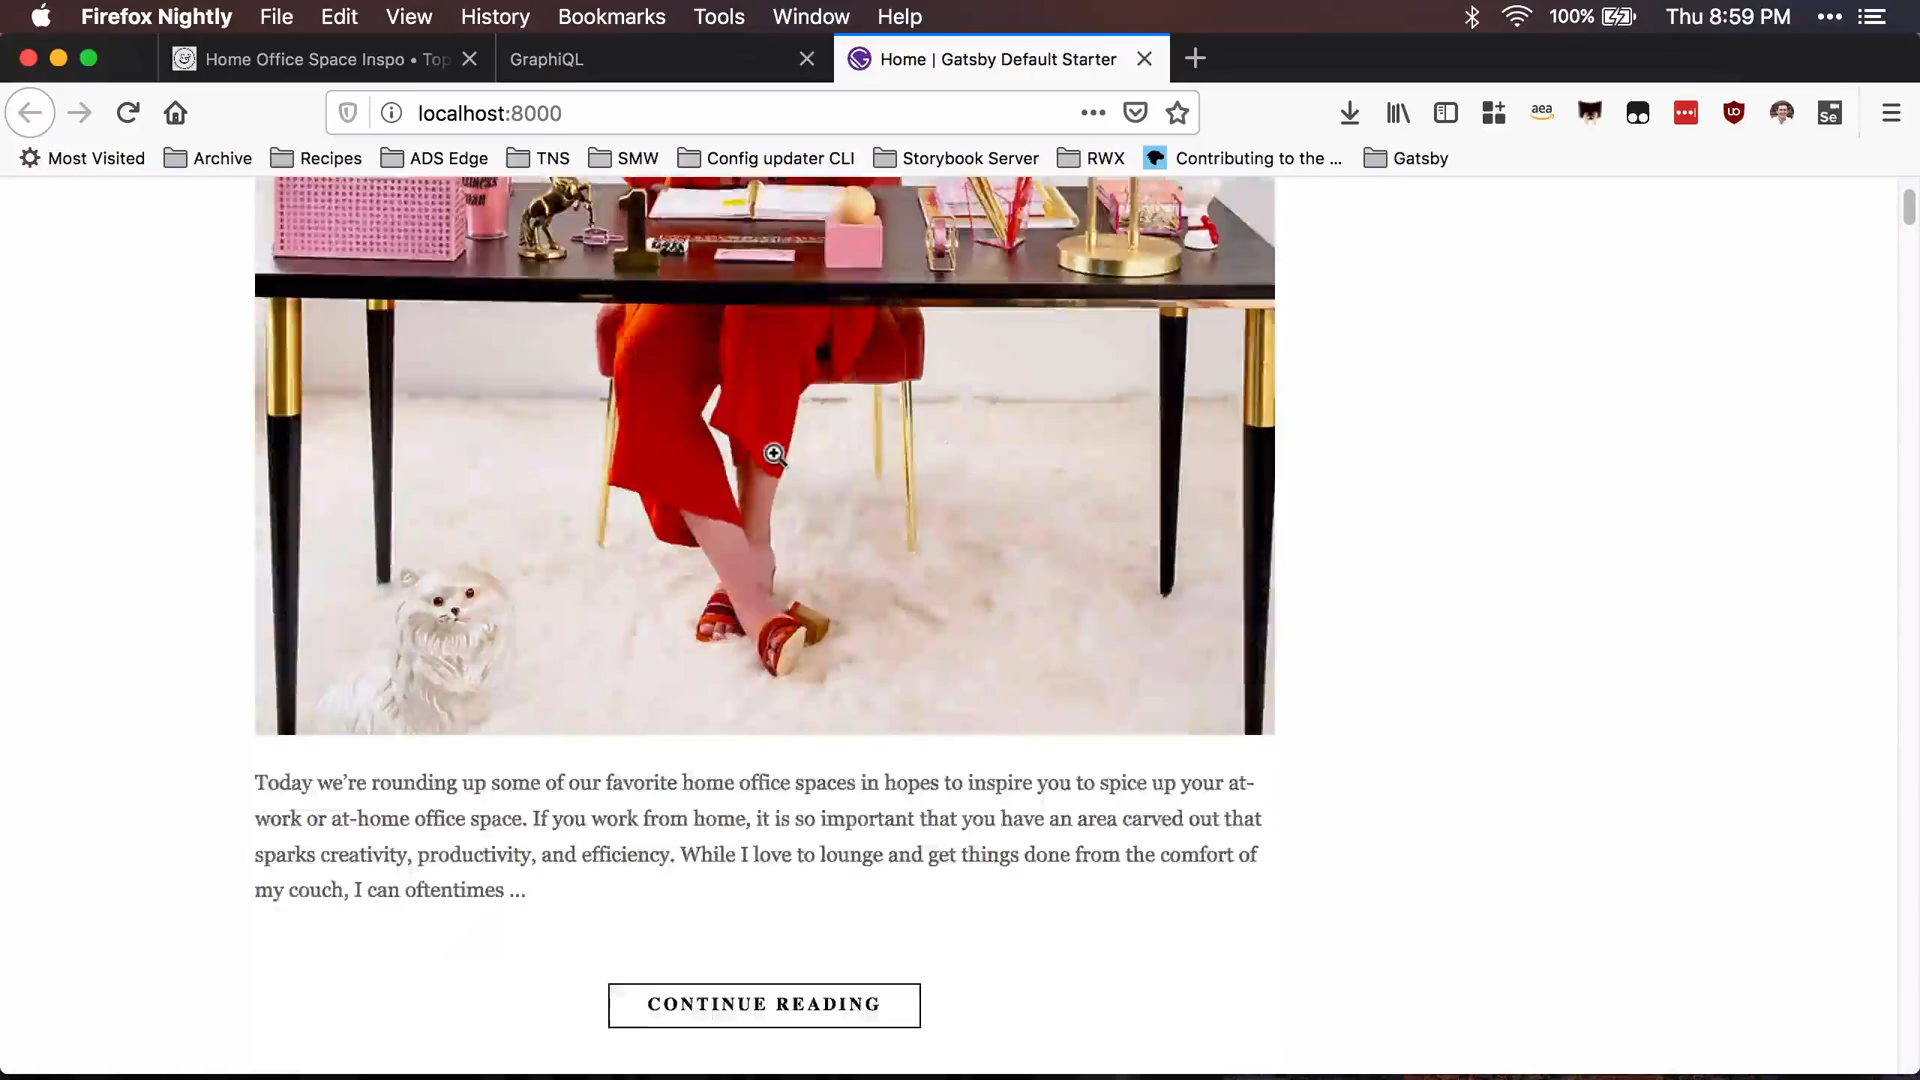 Firefox Nightly File Edit View History Bookmarks Tools Window Help 100% Thu 8:59 PM
Home Office Space Inspo • Top GraphiQL Home | Gatsby Default Starter
localhost:8000 ••• aea Se
Most Visited Archive Recipes ADS Edge TNS SMW Config updater CLI Storybook Server RWX Contributing to the ... Gatsby
1
Today we’re rounding up some of our favorite home office spaces in hopes to inspire you to spice up your at-
work or at-home office space. If you work from home, it is so important that you have an area carved out that
sparks creativity, productivity, and efficiency. While I love to lounge and get things done from the comfort of
my couch, I can oftentimes ...
CONTINUE READING